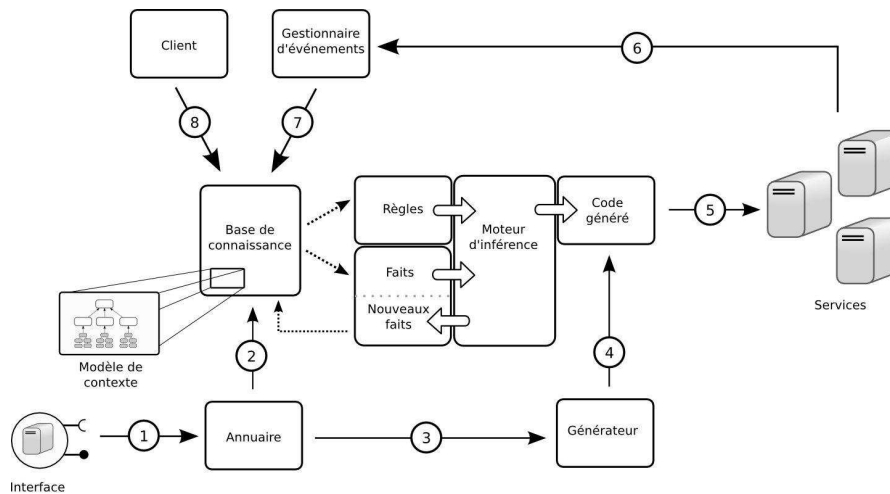 Client
Gestionnaire
d'événements
6
8
7
Base de
connaissance
Règles
Moteur
d'inférence
Code
généré
5
Faits
Nouveaux
faits
Services
Modèle de
contexte
2
4
1
Annuaire
3
Générateur
Interface